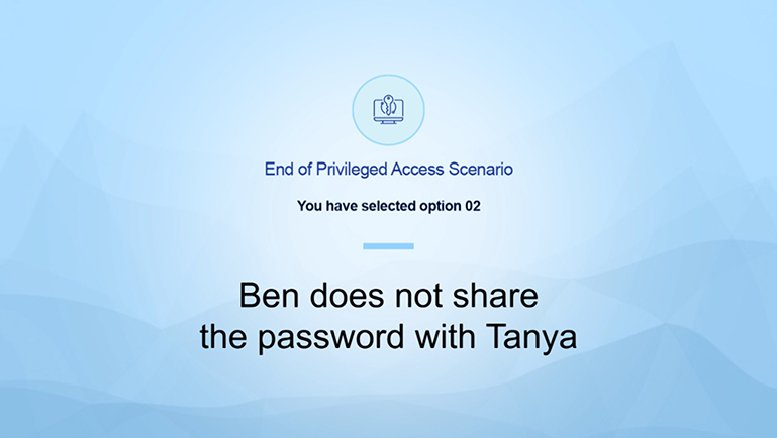 End of Privileged Access Scenario
You have selected option 02
Ben does not share
the password with Tanya